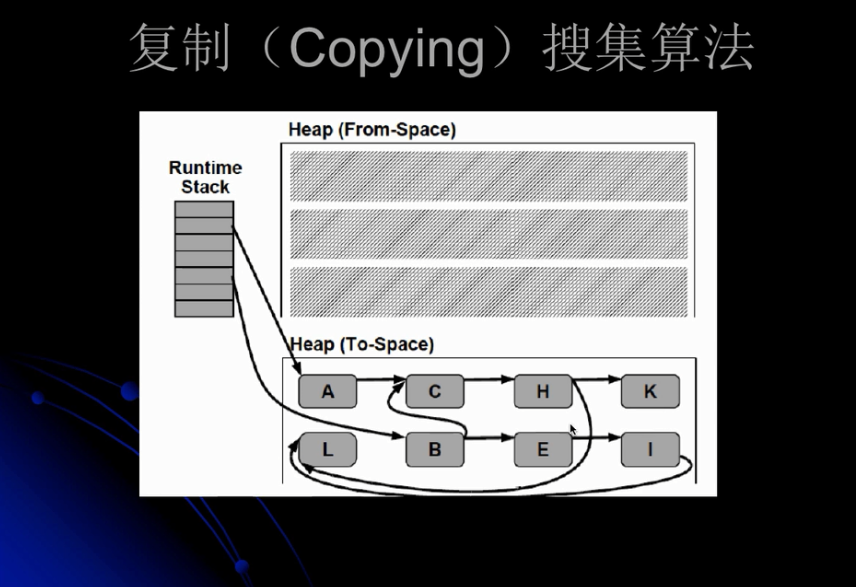 复制（Copying）搜集算法
Heap (From-Space)
Runtime
Stack
Heap (To-Space)
A
C
H
K
L
B
E
I